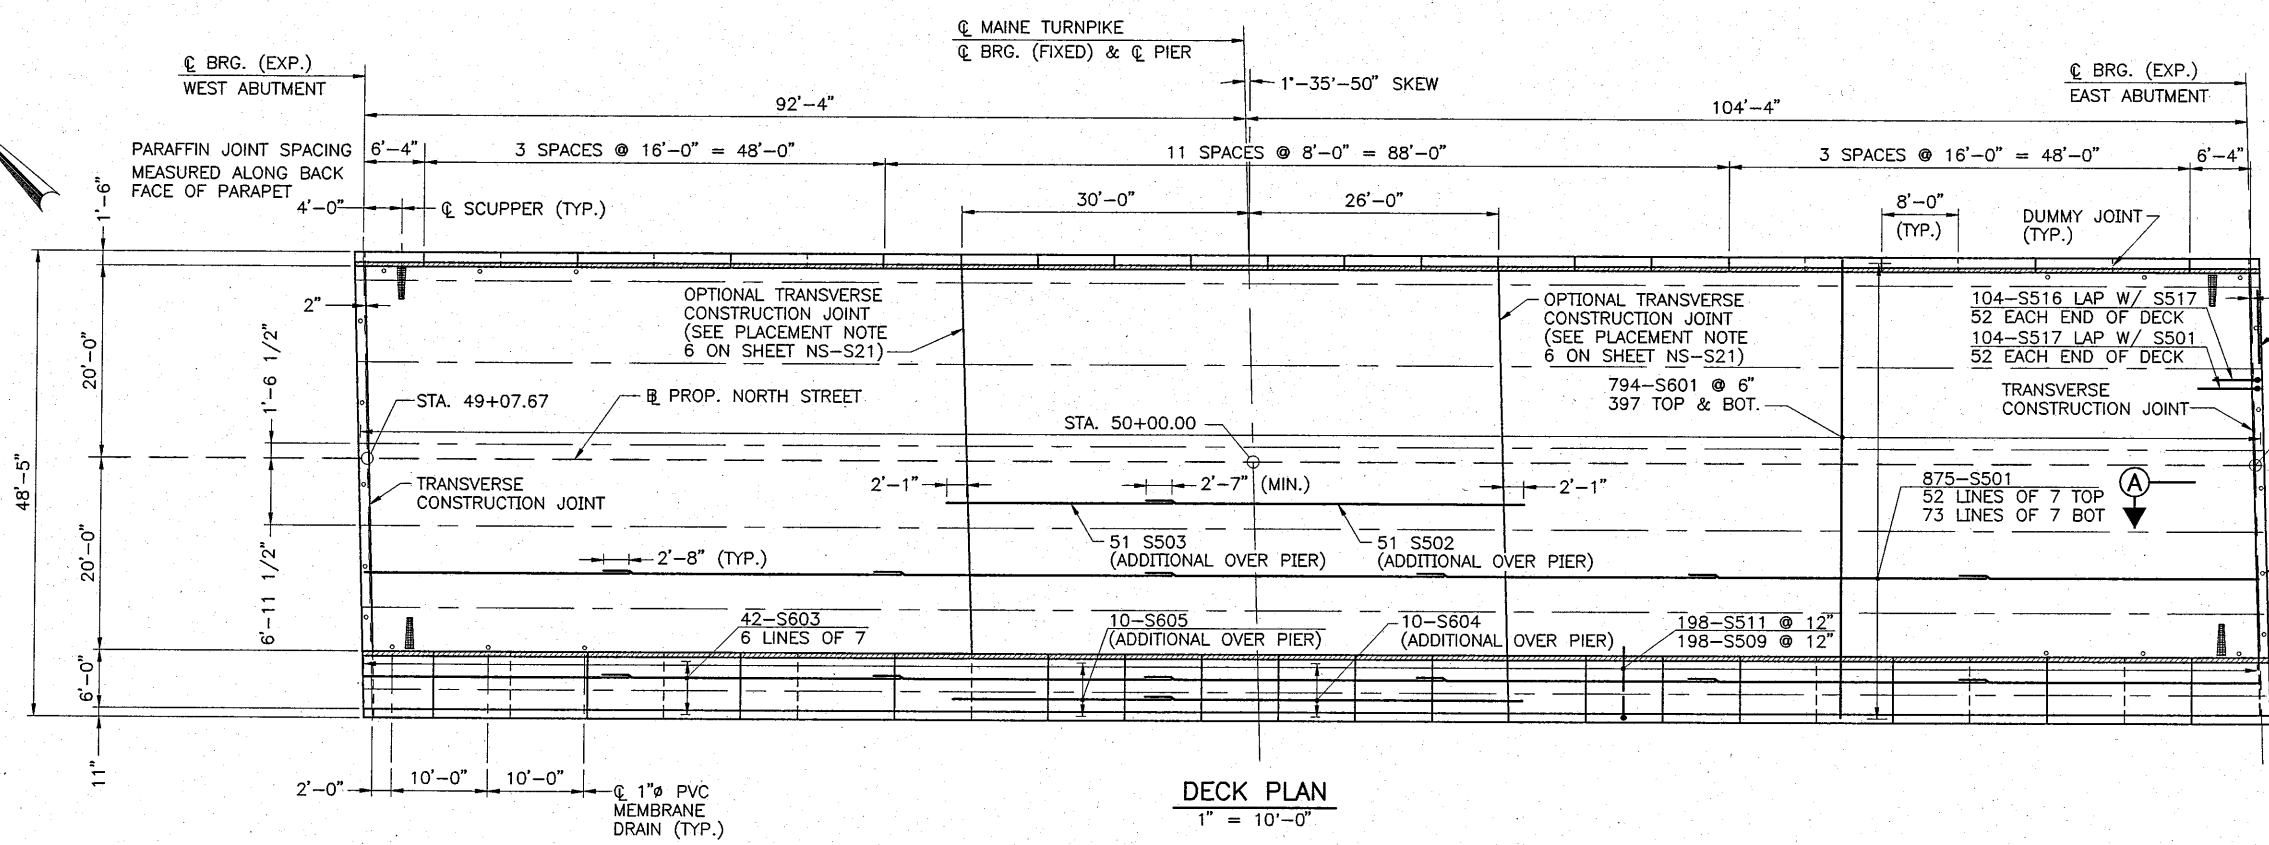 ℄ MAINE TURNPIKE
℄ BRG. (FIXED) & ℄ PIER
℄ BRG. (EXP.)
WEST ABUTMENT
1°-35'-50" SKEW
℄ BRG. (EXP.)
EAST ABUTMENT
92'-4"
104'-4"
PARAFFIN JOINT SPACING
MEASURED ALONG BACK
FACE OF PARAPET
6'-4"
3 SPACES @ 16'-0" = 48'-0"
11 SPACES @ 8'-0" = 88'-0"
3 SPACES @ 16'-0" = 48'-0"
6'-4"
1'-6"
4'-0"
℄ SCUPPER (TYP.)
30'-0"
26'-0"
8'-0"
(TYP.)
DUMMY JOINT
(TYP.)
2"
OPTIONAL TRANSVERSE
CONSTRUCTION JOINT
(SEE PLACEMENT NOTE
6 ON SHEET NS-S21)
OPTIONAL TRANSVERSE
CONSTRUCTION JOINT
(SEE PLACEMENT NOTE
6 ON SHEET NS-S21)
104-S516 LAP W/ S517
52 EACH END OF DECK
104-S517 LAP W/ S501
52 EACH END OF DECK
20'-0"
1'-6 1/2"
794-S601 @ 6"
397 TOP & BOT.
TRANSVERSE
CONSTRUCTION JOINT
STA. 49+07.67
BL PROP. NORTH STREET
STA. 50+00.00
48'-5"
TRANSVERSE
CONSTRUCTION JOINT
2'-1"
2'-7" (MIN.)
2'-1"
875-S501
52 LINES OF 7 TOP
73 LINES OF 7 BOT
A
20'-0"
6'-11 1/2"
2'-8" (TYP.)
51 S503
(ADDITIONAL OVER PIER)
51 S502
(ADDITIONAL OVER PIER)
42-S603
6 LINES OF 7
10-S605
(ADDITIONAL OVER PIER)
10-S604
(ADDITIONAL OVER PIER)
198-S511 @ 12"
198-S509 @ 12"
6'-0"
11"
2'-0"
10'-0"
10'-0"
℄ 1"ø PVC
MEMBRANE
DRAIN (TYP.)
DECK PLAN
1" = 10'-0"